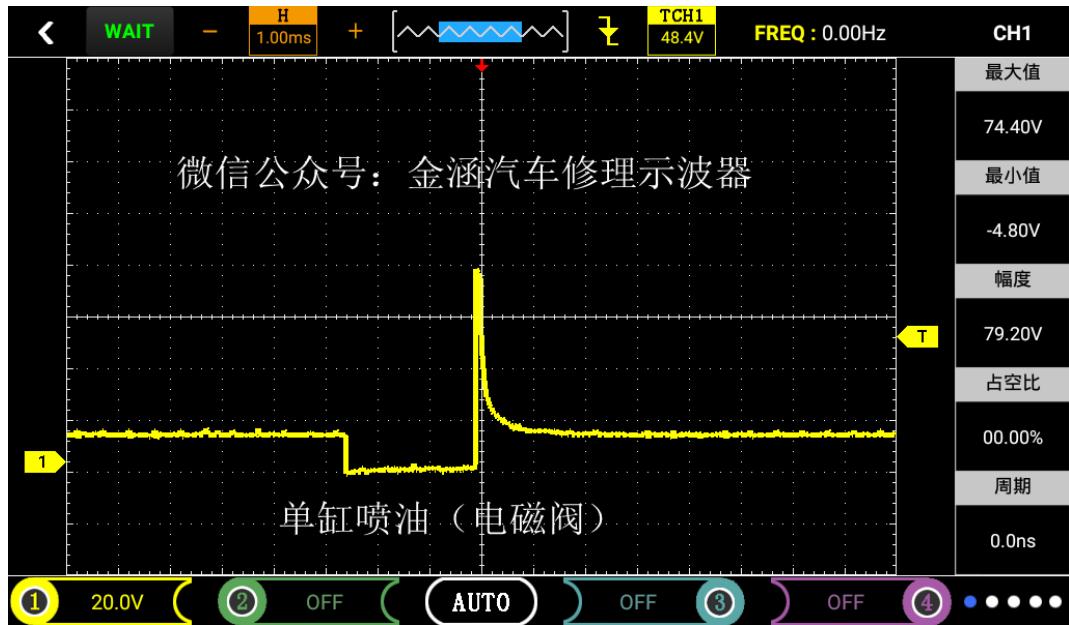 WAIT − H 1.00ms + TCH1 48.4V FREQ : 0.00Hz CH1
最大值
74.40V
微信公众号：金涵汽车修理示波器
最小值
-4.80V
幅度
79.20V
T
占空比
00.00%
1
周期
单缸喷油（电磁阀）
0.0ns
1 20.0V 2 OFF AUTO OFF 3 OFF 4